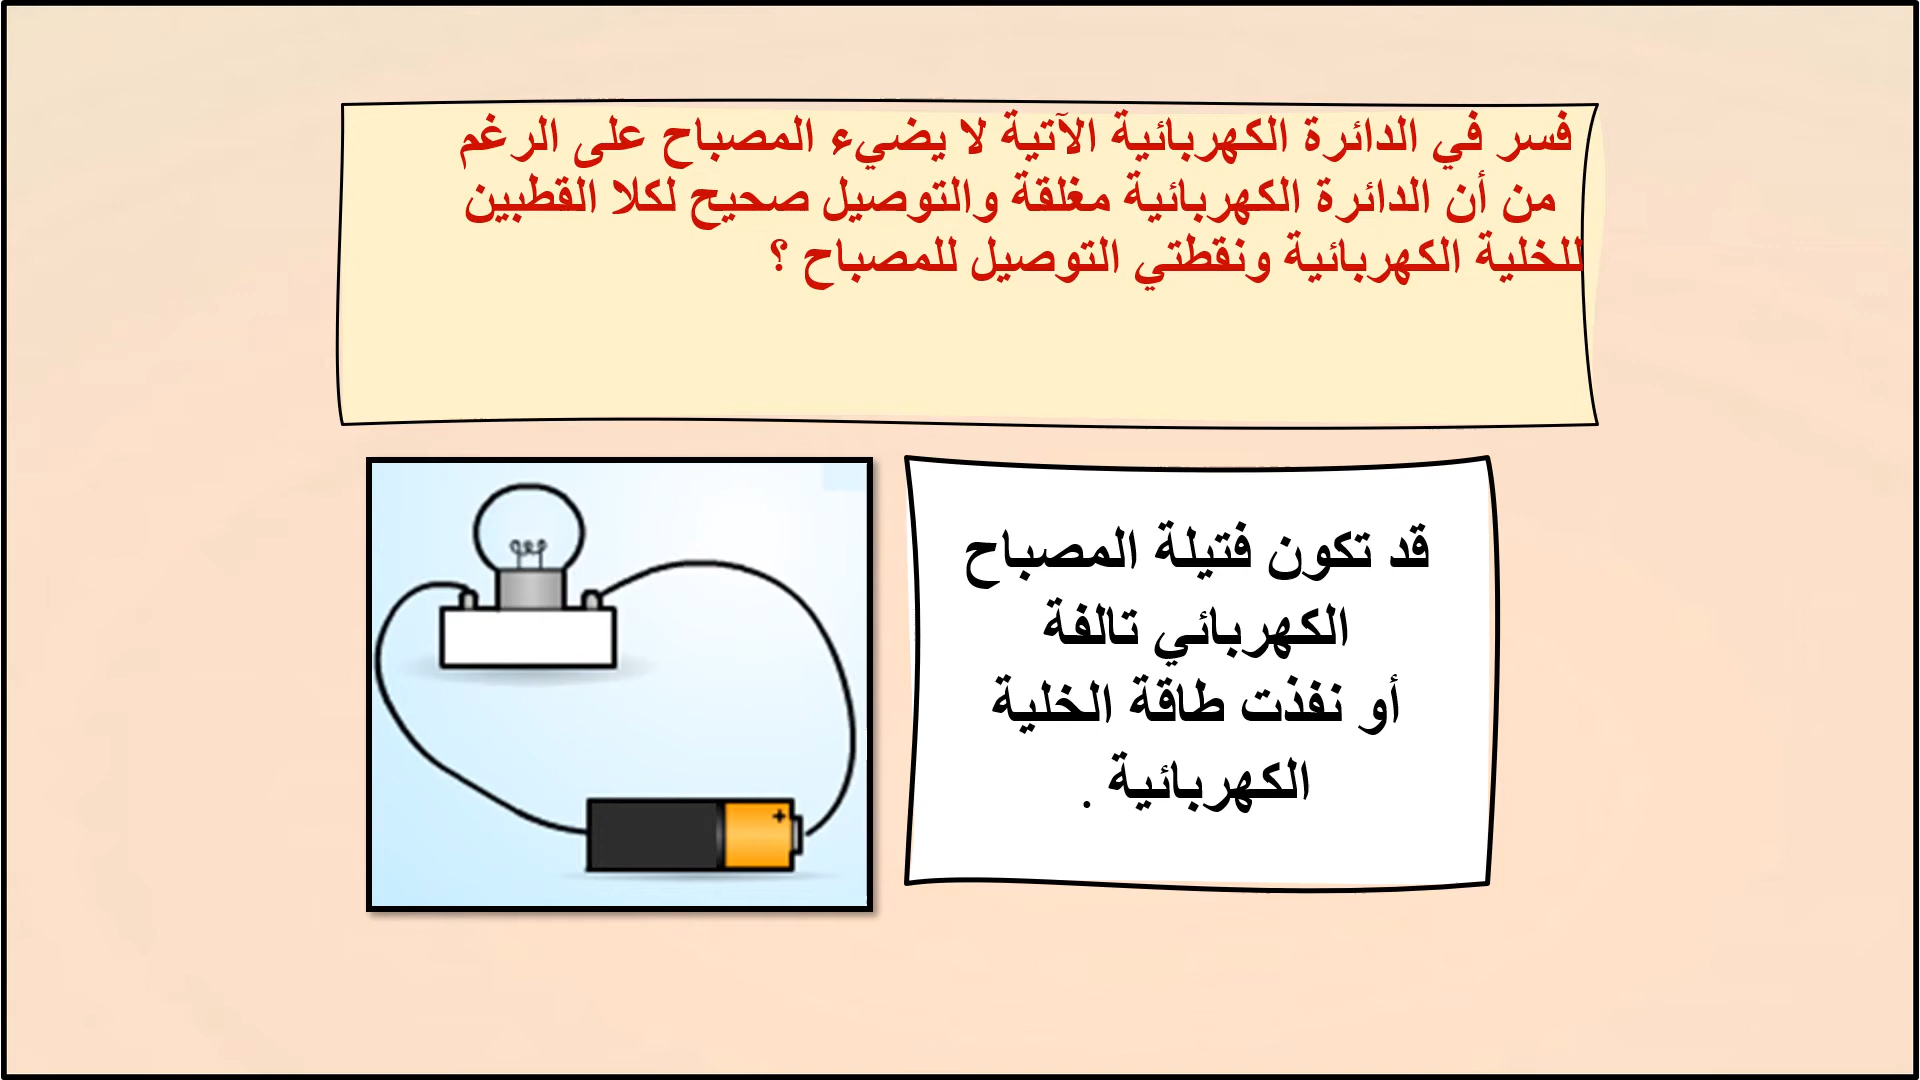 فسر في الدائرة الكهربائية الآتية لا يضيء المصباح على الرغم
من أن الدائرة الكهربائية مغلقة والتوصيل صحيح لكلا القطبين
للخلية الكهربائية ونقطتي التوصيل للمصباح ؟
قد تكون فتيلة المصباح
الكهربائي تالفة
أو نفذت طاقة الخلية
الكهربائية .
+